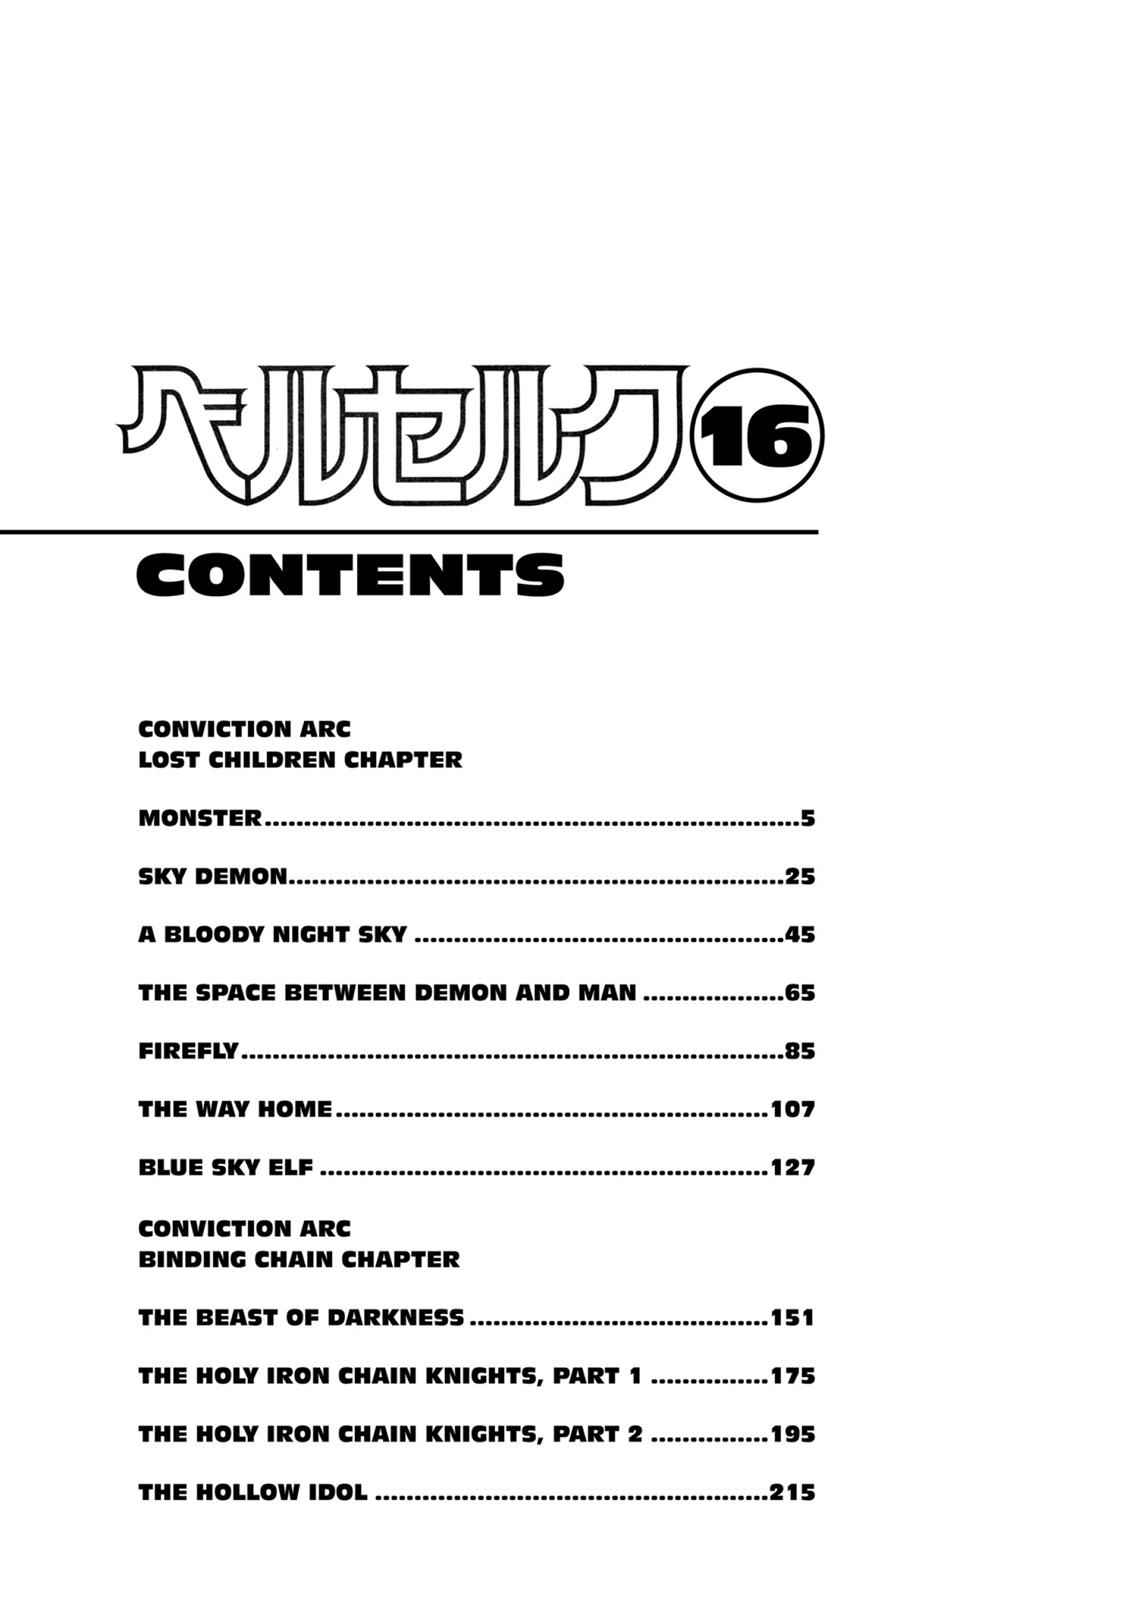 ベルセルク 16
CONTENTS
CONVICTION ARC
LOST CHILDREN CHAPTER
MONSTER....................................................................5
SKY DEMON...............................................................25
A BLOODY NIGHT SKY ...............................................45
THE SPACE BETWEEN DEMON AND MAN ..................65
FIREFLY.....................................................................85
THE WAY HOME.......................................................107
BLUE SKY ELF .........................................................127
CONVICTION ARC
BINDING CHAIN CHAPTER
THE BEAST OF DARKNESS ......................................151
THE HOLY IRON CHAIN KNIGHTS, PART 1 ...............175
THE HOLY IRON CHAIN KNIGHTS, PART 2 ...............195
THE HOLLOW IDOL ..................................................215